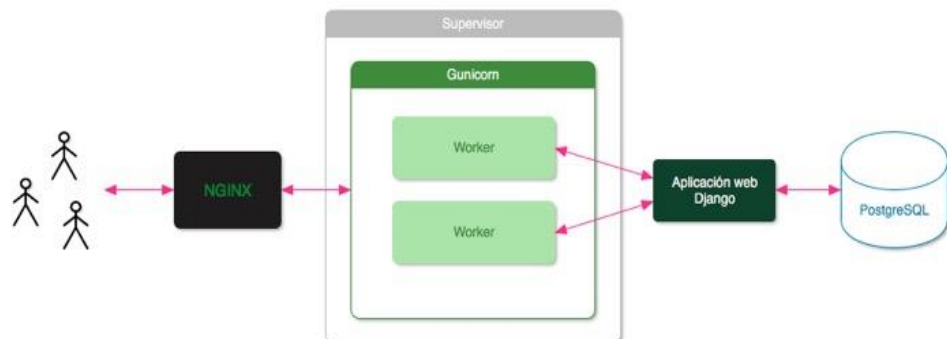 Supervisor
Gunicorn
Worker
NGINX
Aplicación web
Django
Worker
PostgreSQL